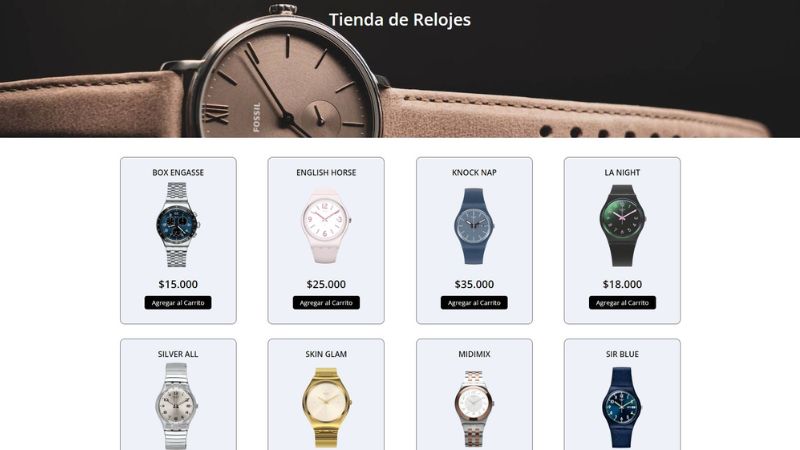 Tienda de Relojes
FOSSIL
XII
BOX ENGASSE
ENGLISH HORSE
KNOCK NAP
LA NIGHT
$15.000
$25.000
$35.000
$18.000
Agregar al Carrito
Agregar al Carrito
Agregar al Carrito
Agregar al Carrito
SILVER ALL
SKIN GLAM
MIDIMIX
SIR BLUE